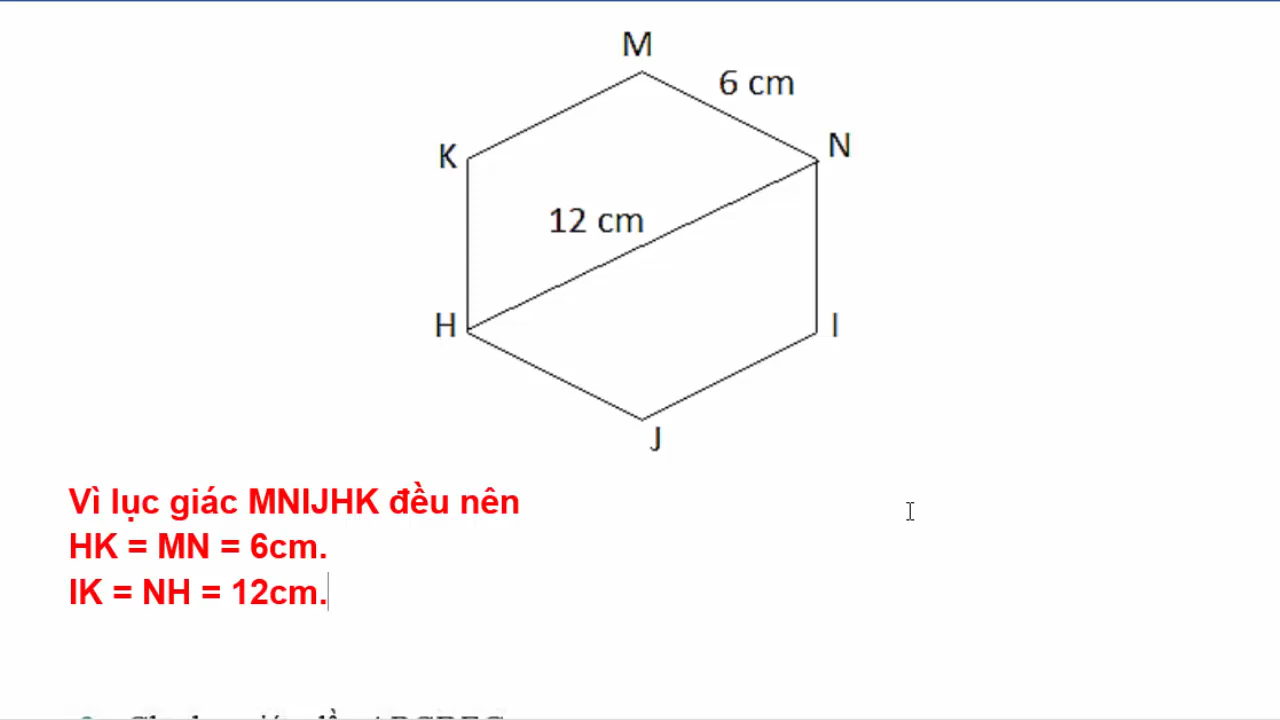 M
6 cm
N
K
12 cm
H
I
J
Vì lục giác MNIJHK đều nên
HK = MN = 6cm.
IK = NH = 12cm.